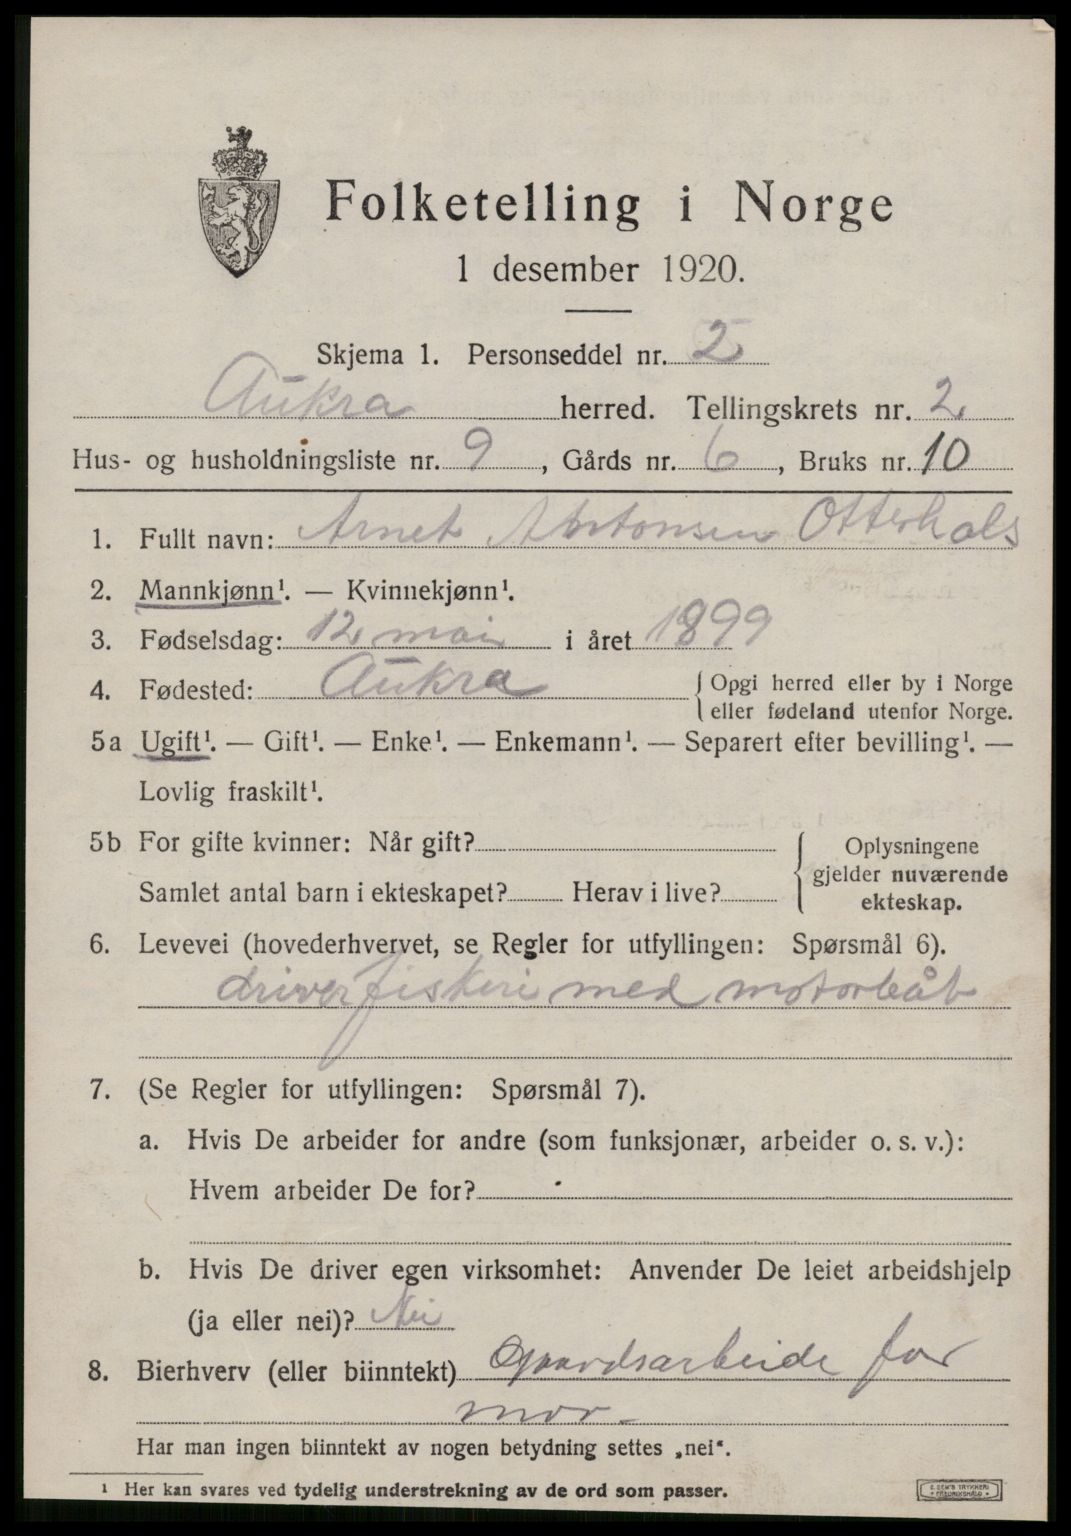 Folketelling i Norge
1 desember 1920.
Skjema 1. Personseddel nr. 2
Aukra herred. Tellingskrets nr. 2.
Hus- og husholdningsliste nr. 9, Gårds nr. 6, Bruks nr. 10
1. Fullt navn: Arnet Antonsen Otterhals
2. Mannkjønn¹. — Kvinnekjønn¹.
3. Fødselsdag: 12 mai i året 1899
4. Fødested: Aukra { Opgi herred eller by i Norge
eller fødeland utenfor Norge.
5a Ugift¹. — Gift¹. — Enke¹. — Enkemann¹. — Separert efter bevilling¹. —
Lovlig fraskilt¹.
5b For gifte kvinner: Når gift?
Samlet antal barn i ekteskapet? Herav i live?
{ Oplysningene
gjelder nuværende
ekteskap.
6. Levevei (hovederhvervet, se Regler for utfyllingen: Spørsmål 6).
driver fiskeri med motorbåt
7. (Se Regler for utfyllingen: Spørsmål 7).
a. Hvis De arbeider for andre (som funksjonær, arbeider o. s. v.):
Hvem arbeider De for?
b. Hvis De driver egen virksomhet: Anvender De leiet arbeidshjelp
(ja eller nei)? Nei
8. Bierhverv (eller biinntekt) Gaardsarbeide for
mor -
Har man ingen biinntekt av nogen betydning settes „nei“.
¹ Her kan svares ved tydelig understrekning av de ord som passer.